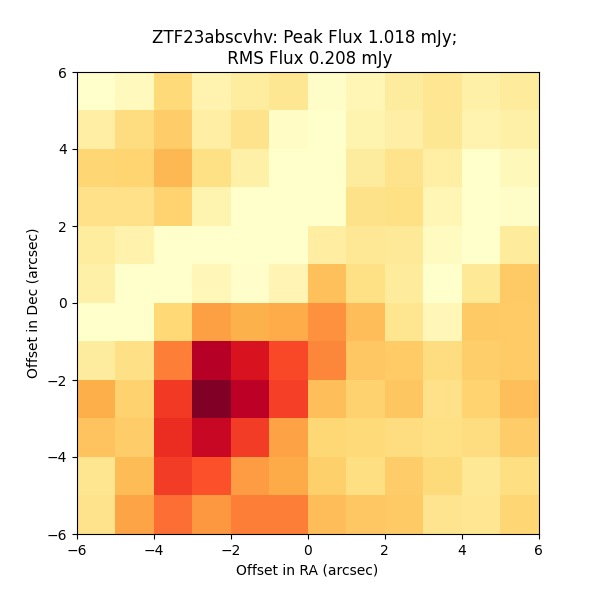 ZTF23abscvhv: Peak Flux 1.018 mJy;
RMS Flux 0.208 mJy
6
4
2
0
−2
−4
−6
Offset in Dec (arcsec)
−6 −4 −2 0 2 4 6
Offset in RA (arcsec)